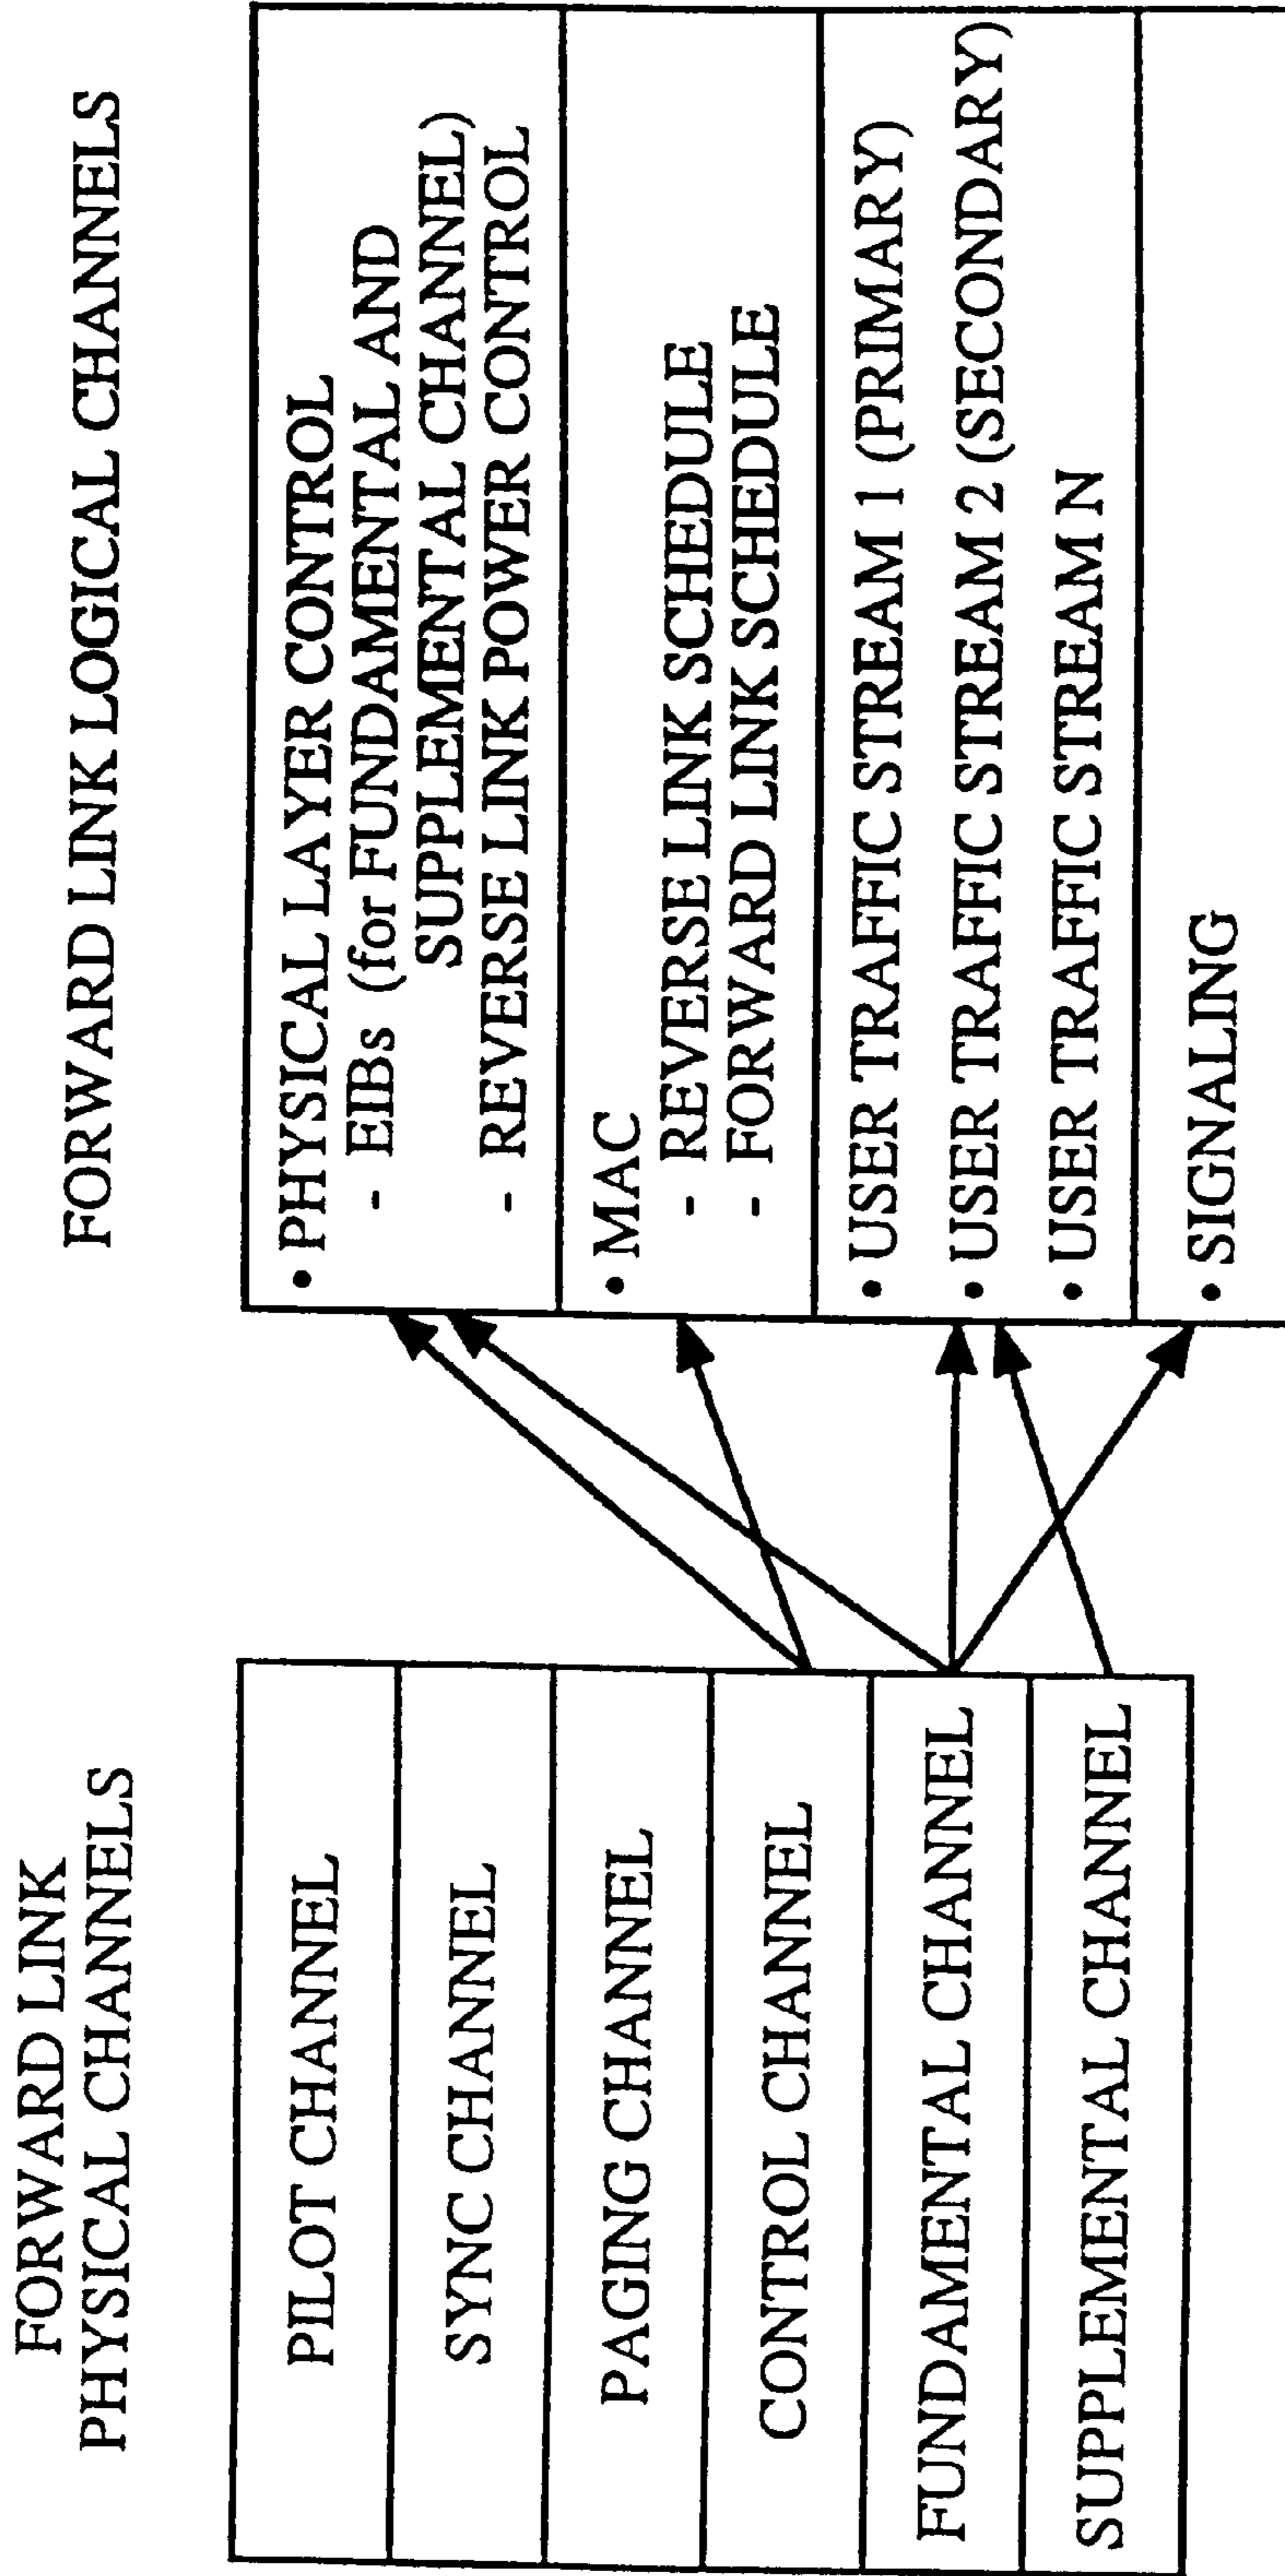 FORWARD LINK
PHYSICAL CHANNELS
PILOT CHANNEL
SYNC CHANNEL
PAGING CHANNEL
CONTROL CHANNEL
FUNDAMENTAL CHANNEL
SUPPLEMENTAL CHANNEL
FORWARD LINK LOGICAL CHANNELS
• PHYSICAL LAYER CONTROL
- EIBs (for FUNDAMENTAL AND
SUPPLEMENTAL CHANNEL)
- REVERSE LINK POWER CONTROL
• MAC
- REVERSE LINK SCHEDULE
- FORWARD LINK SCHEDULE
• USER TRAFFIC STREAM 1 (PRIMARY)
• USER TRAFFIC STREAM 2 (SECONDARY)
• USER TRAFFIC STREAM N
• SIGNALING